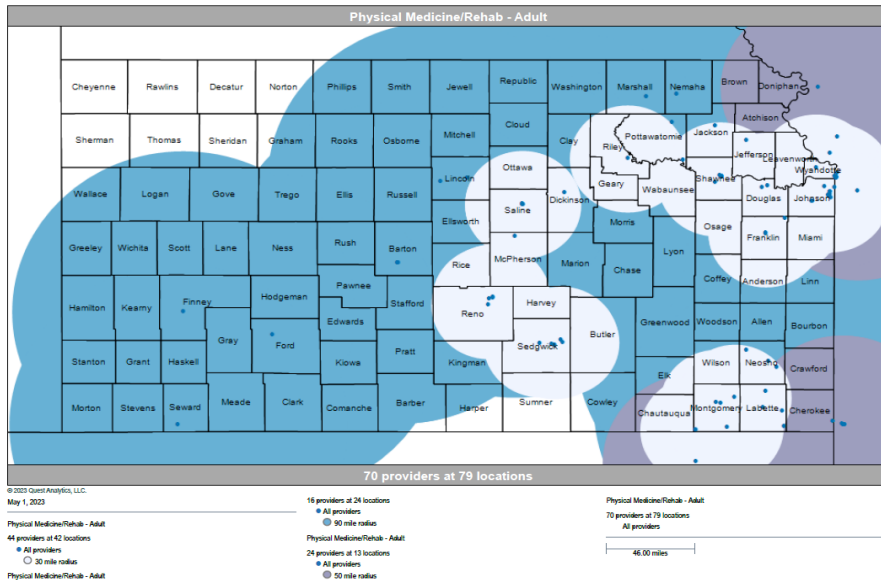 Physical Medicine/Rehab - Adult
Cheyenne Rawlins Decatur Norton Phillips Smith Jewell Republic Washington Marshall Nemaha Brown Doniphan
Sherman Thomas Sheridan Graham Rooks Osborne Mitchell Cloud Clay Riley Pottawatomie Jackson Atchison
Jefferson Leavenworth Wyandotte
Wallace Logan Gove Trego Ellis Russell Lincoln Ottawa Saline Dickinson Geary Wabaunsee Shawnee Douglas Johnson
Greeley Wichita Scott Lane Ness Rush Barton Ellsworth Rice McPherson Marion Morris Chase Lyon Osage Franklin Miami
Hamilton Kearny Finney Hodgeman Pawnee Stafford Reno Harvey Coffey Anderson Linn
Stanton Grant Haskell Gray Ford Edwards Kiowa Pratt Kingman Sedgwick Butler Greenwood Woodson Allen Bourbon
Elk Wilson Neosho Crawford
Morton Stevens Seward Meade Clark Comanche Barber Harper Sumner Cowley Chautauqua Montgomery Labette Cherokee
70 providers at 79 locations
© 2023 Quest Analytics, LLC.
May 1, 2023
Physical Medicine/Rehab - Adult
44 providers at 42 locations
All providers
30 mile radius
Physical Medicine/Rehab - Adult
16 providers at 24 locations
All providers
90 mile radius
Physical Medicine/Rehab - Adult
24 providers at 13 locations
All providers
50 mile radius
Physical Medicine/Rehab - Adult
70 providers at 79 locations
All providers
46.00 miles